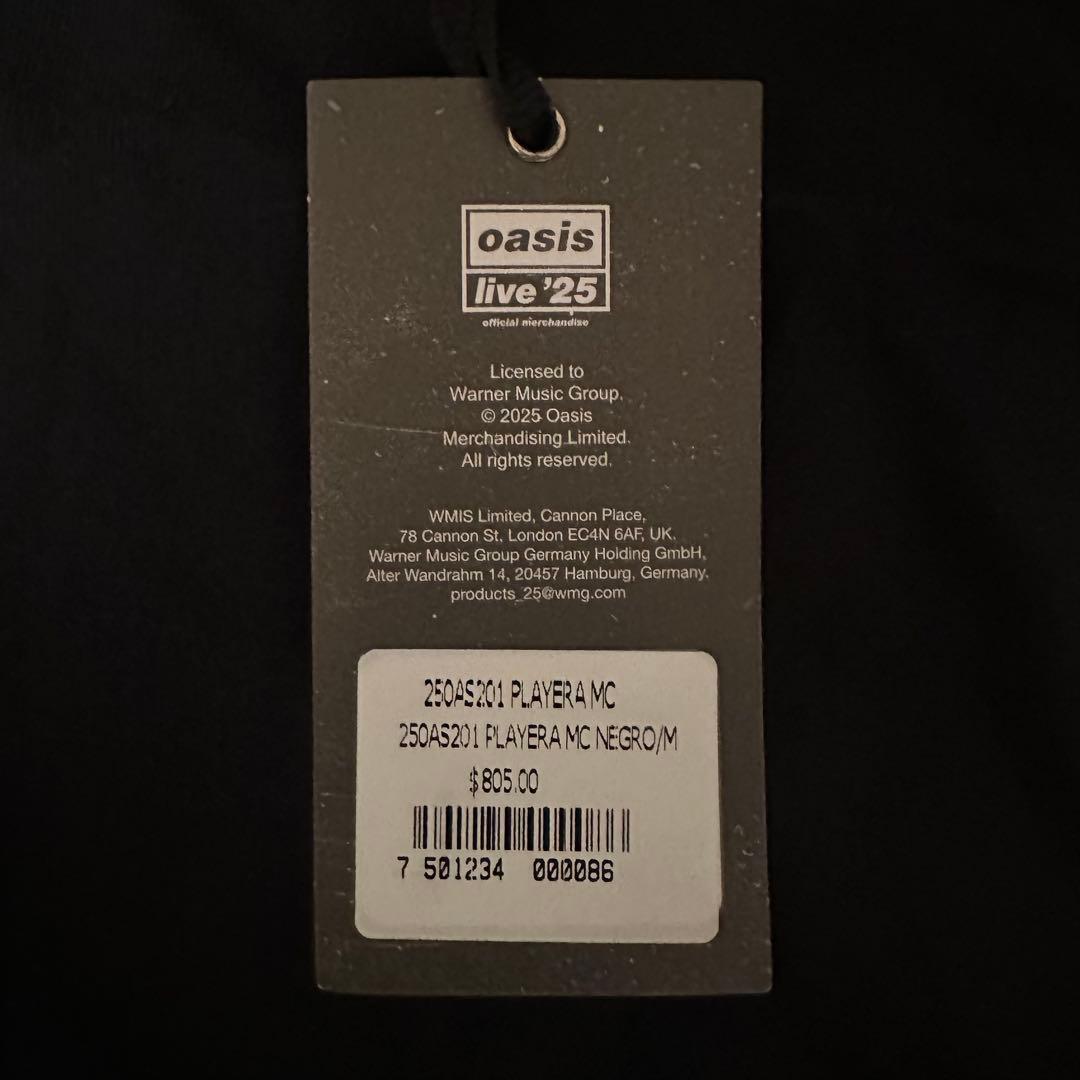 oasis
live '25
official merchandise
Licensed to
Warner Music Group.
© 2025 Oasis
Merchandising Limited.
All rights reserved.
WMIS Limited, Cannon Place,
78 Cannon St, London EC4N 6AF, UK.
Warner Music Group Germany Holding GmbH,
Alter Wandrahm 14, 20457 Hamburg, Germany.
products_25@wmg.com
250AS201 PLAYERA MC
250AS201 PLAYERA MC NEGRO/M
$805.00
7 501234 000086